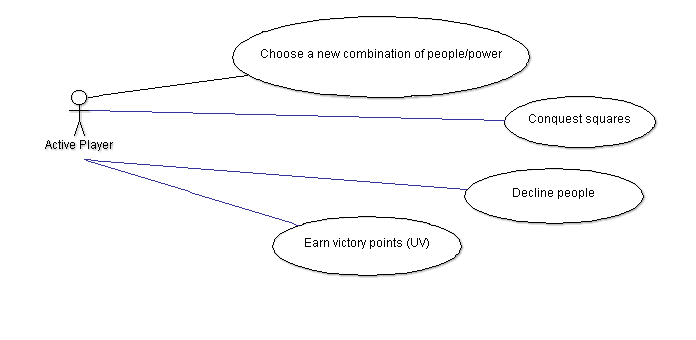 Choose a new combination of people/power
Conquest squares
Active Player
Decline people
Earn victory points (UV)